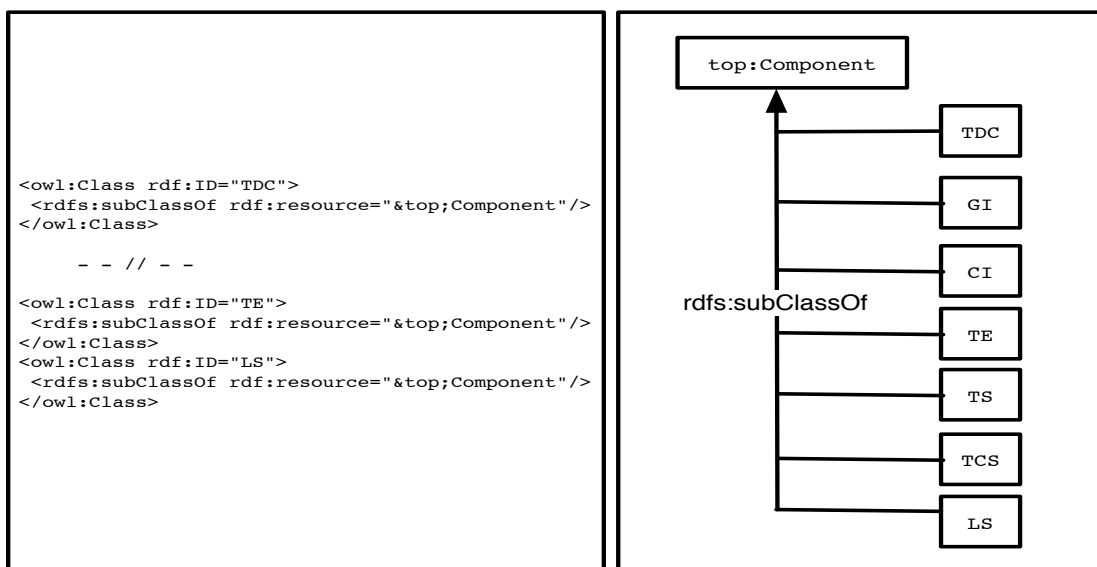 <owl:Class rdf:ID="TDC">
<rdfs:subClassOf rdf:resource="&top;Component"/>
</owl:Class>
- - // - -
<owl:Class rdf:ID="TE">
<rdfs:subClassOf rdf:resource="&top;Component"/>
</owl:Class>
<owl:Class rdf:ID="LS">
<rdfs:subClassOf rdf:resource="&top;Component"/>
</owl:Class>
top:Component
TDC
GI
CI
rdfs:subClassOf
TE
TS
TCS
LS